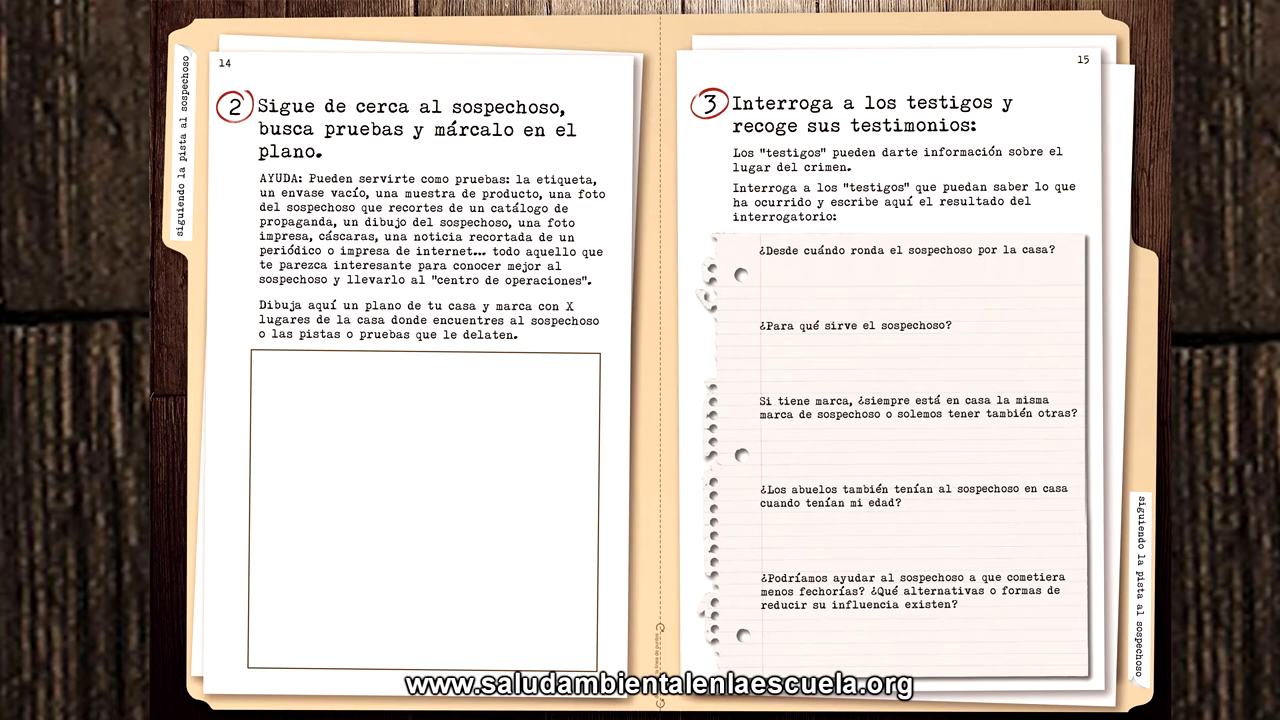 siguiendo la pista al sospechoso
14
2
Sigue de cerca al sospechoso,
busca pruebas y márcalo en el
plano.
AYUDA: Pueden servirte como pruebas: la etiqueta,
un envase vacío, una muestra de producto, una foto
del sospechoso que recortes de un catálogo de
propaganda, un dibujo del sospechoso, una foto
impresa, cáscaras, una noticia recortada de un
periódico o impresa de internet... todo aquello que
te parezca interesante para conocer mejor al
sospechoso y llevarlo al "centro de operaciones".
Dibuja aquí un plano de tu casa y marca con X
lugares de la casa donde encuentres al sospechoso
o las pistas o pruebas que le delaten.
15
3
Interroga a los testigos y
recoge sus testimonios:
Los "testigos" pueden darte información sobre el
lugar del crimen.
Interroga a los "testigos" que puedan saber lo que
ha ocurrido y escribe aquí el resultado del
interrogatorio:
¿Desde cuándo ronda el sospechoso por la casa?
¿Para qué sirve el sospechoso?
Si tiene marca, ¿siempre está en casa la misma
marca de sospechoso o solemos tener también otras?
¿Los abuelos también tenían al sospechoso en casa
cuando tenían mi edad?
¿Podríamos ayudar al sospechoso a que cometiera
menos fechorías? ¿Qué alternativas o formas de
reducir su influencia existen?
siguiendo la pista al sospechoso
www.saludambientalenlaescuela.org